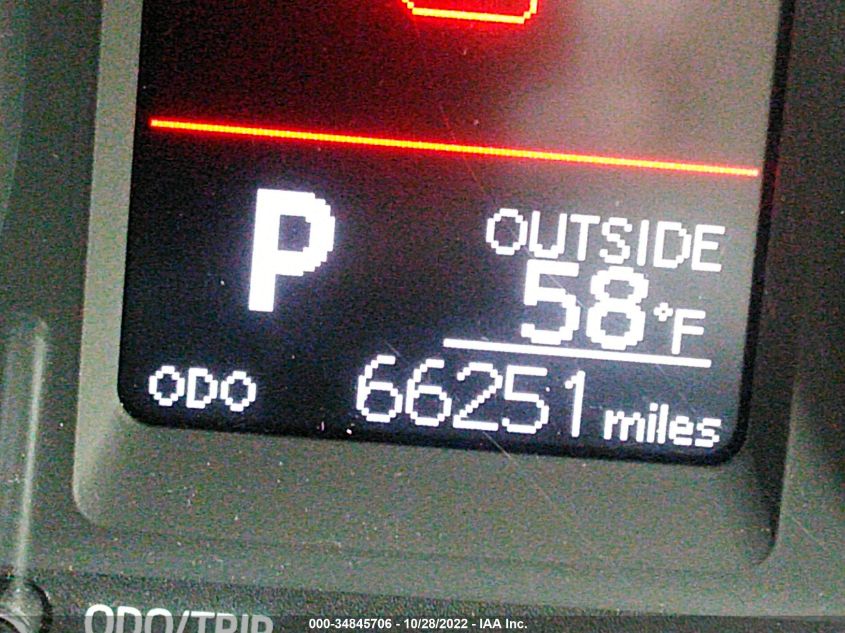 P
OUTSIDE
58°F
ODO 66251 miles
ODO/TRIP
000-34845706 - 10/28/2022 - IAA Inc.